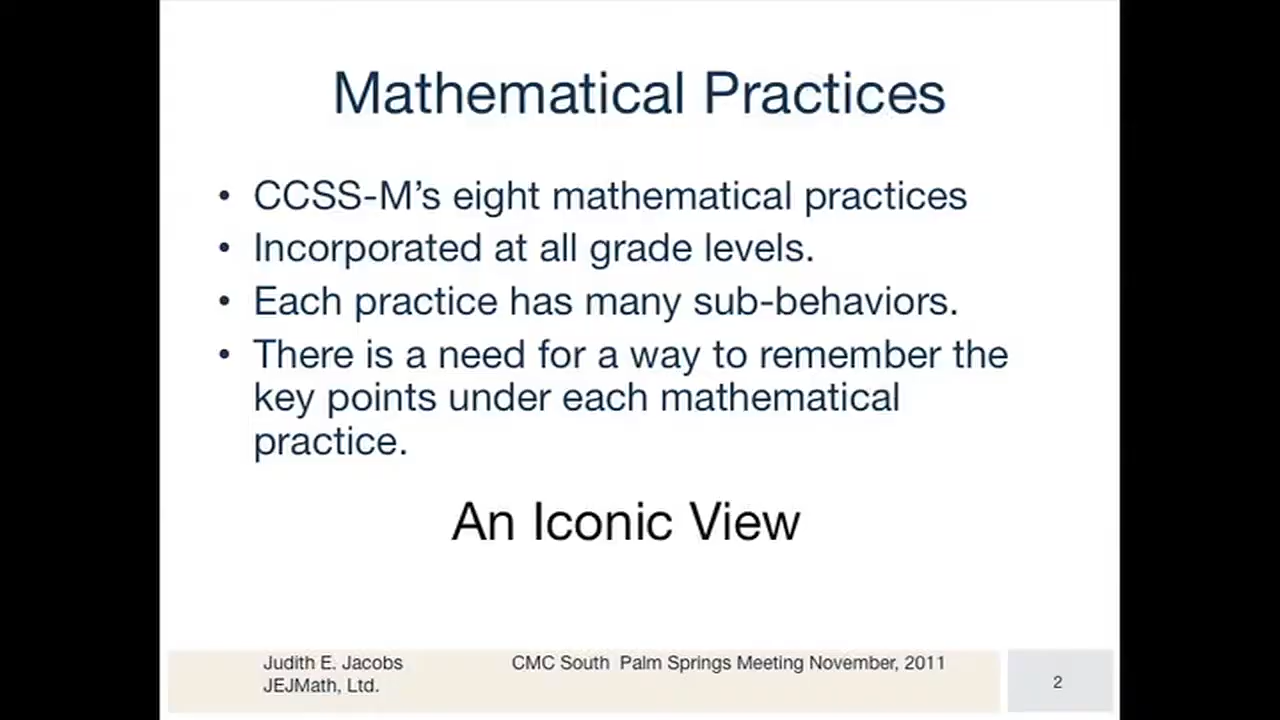 Mathematical Practices
• CCSS-M’s eight mathematical practices
• Incorporated at all grade levels.
• Each practice has many sub-behaviors.
• There is a need for a way to remember the
key points under each mathematical
practice.
An Iconic View
Judith E. Jacobs
JEJMath, Ltd.
CMC South Palm Springs Meeting November, 2011
2